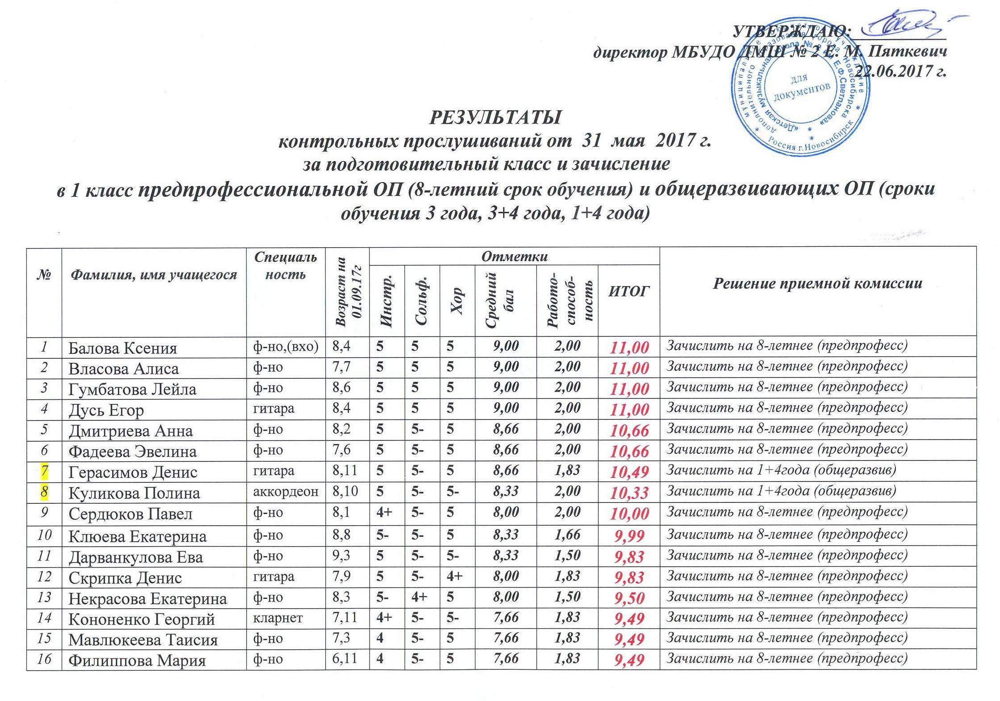 УТВЕРЖДАЮ:
директор МБУДО ДМШ № 2 Е. М. Пяткевич
22.06.2017 г.
муниципальное бюджетное учреждение
дополнительного образования города Новосибирска
«Детская музыкальная школа № 2 им Е.Ф.Светланова»
Россия г.Новосибирск
для
документов
РЕЗУЛЬТАТЫ
контрольных прослушиваний от 31 мая 2017 г.
за подготовительный класс и зачисление
в 1 класс предпрофессиональной ОП (8-летний срок обучения) и общеразвивающих ОП (сроки
обучения 3 года, 3+4 года, 1+4 года)
№ Фамилия, имя учащегося Специаль ность Возраст на 01.09.17г Отметки Решение приемной комиссии
Инстр. Сольф. Хор Средний бал Работо-способ-ность ИТОГ
1 Балова Ксения ф-но,(вхо) 8,4 5 5 5 9,00 2,00 11,00 Зачислить на 8-летнее (предпрофесс)
2 Власова Алиса ф-но 7,7 5 5 5 9,00 2,00 11,00 Зачислить на 8-летнее (предпрофесс)
3 Гумбатова Лейла ф-но 8,6 5 5 5 9,00 2,00 11,00 Зачислить на 8-летнее (предпрофесс)
4 Дусь Егор гитара 8,4 5 5 5 9,00 2,00 11,00 Зачислить на 8-летнее (предпрофесс)
5 Дмитриева Анна ф-но 8,2 5 5- 5 8,66 2,00 10,66 Зачислить на 8-летнее (предпрофесс)
6 Фадеева Эвелина ф-но 7,6 5 5- 5 8,66 2,00 10,66 Зачислить на 8-летнее (предпрофесс)
7 Герасимов Денис гитара 8,11 5 5- 5 8,66 1,83 10,49 Зачислить на 1+4года (общеразвив)
8 Куликова Полина аккордеон 8,10 5 5- 5- 8,33 2,00 10,33 Зачислить на 1+4года (общеразвив)
9 Сердюков Павел ф-но 8,1 4+ 5- 5 8,00 2,00 10,00 Зачислить на 8-летнее (предпрофесс)
10 Клюева Екатерина ф-но 8,8 5- 5- 5 8,33 1,66 9,99 Зачислить на 8-летнее (предпрофесс)
11 Дарванкулова Ева ф-но 9,3 5 5- 5- 8,33 1,50 9,83 Зачислить на 8-летнее (предпрофесс)
12 Скрипка Денис гитара 7,9 5 5- 4+ 8,00 1,83 9,83 Зачислить на 8-летнее (предпрофесс)
13 Некрасова Екатерина ф-но 8,3 5- 4+ 5 8,00 1,50 9,50 Зачислить на 8-летнее (предпрофесс)
14 Кононенко Георгий кларнет 7,11 4+ 5- 5- 7,66 1,83 9,49 Зачислить на 8-летнее (предпрофесс)
15 Мавлюкеева Таисия ф-но 7,3 4 5- 5 7,66 1,83 9,49 Зачислить на 8-летнее (предпрофесс)
16 Филиппова Мария ф-но 6,11 4 5- 5 7,66 1,83 9,49 Зачислить на 8-летнее (предпрофесс)